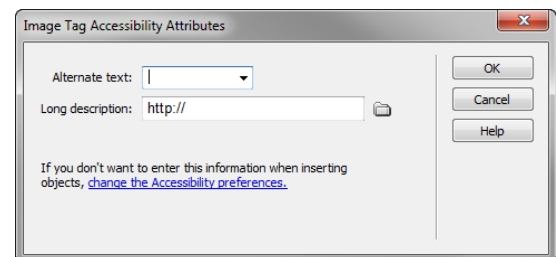 Image Tag Accessibility Attributes
Alternate text:
OK
Long description: http://
Cancel
Help
If you don't want to enter this information when inserting
objects, change the Accessibility preferences.